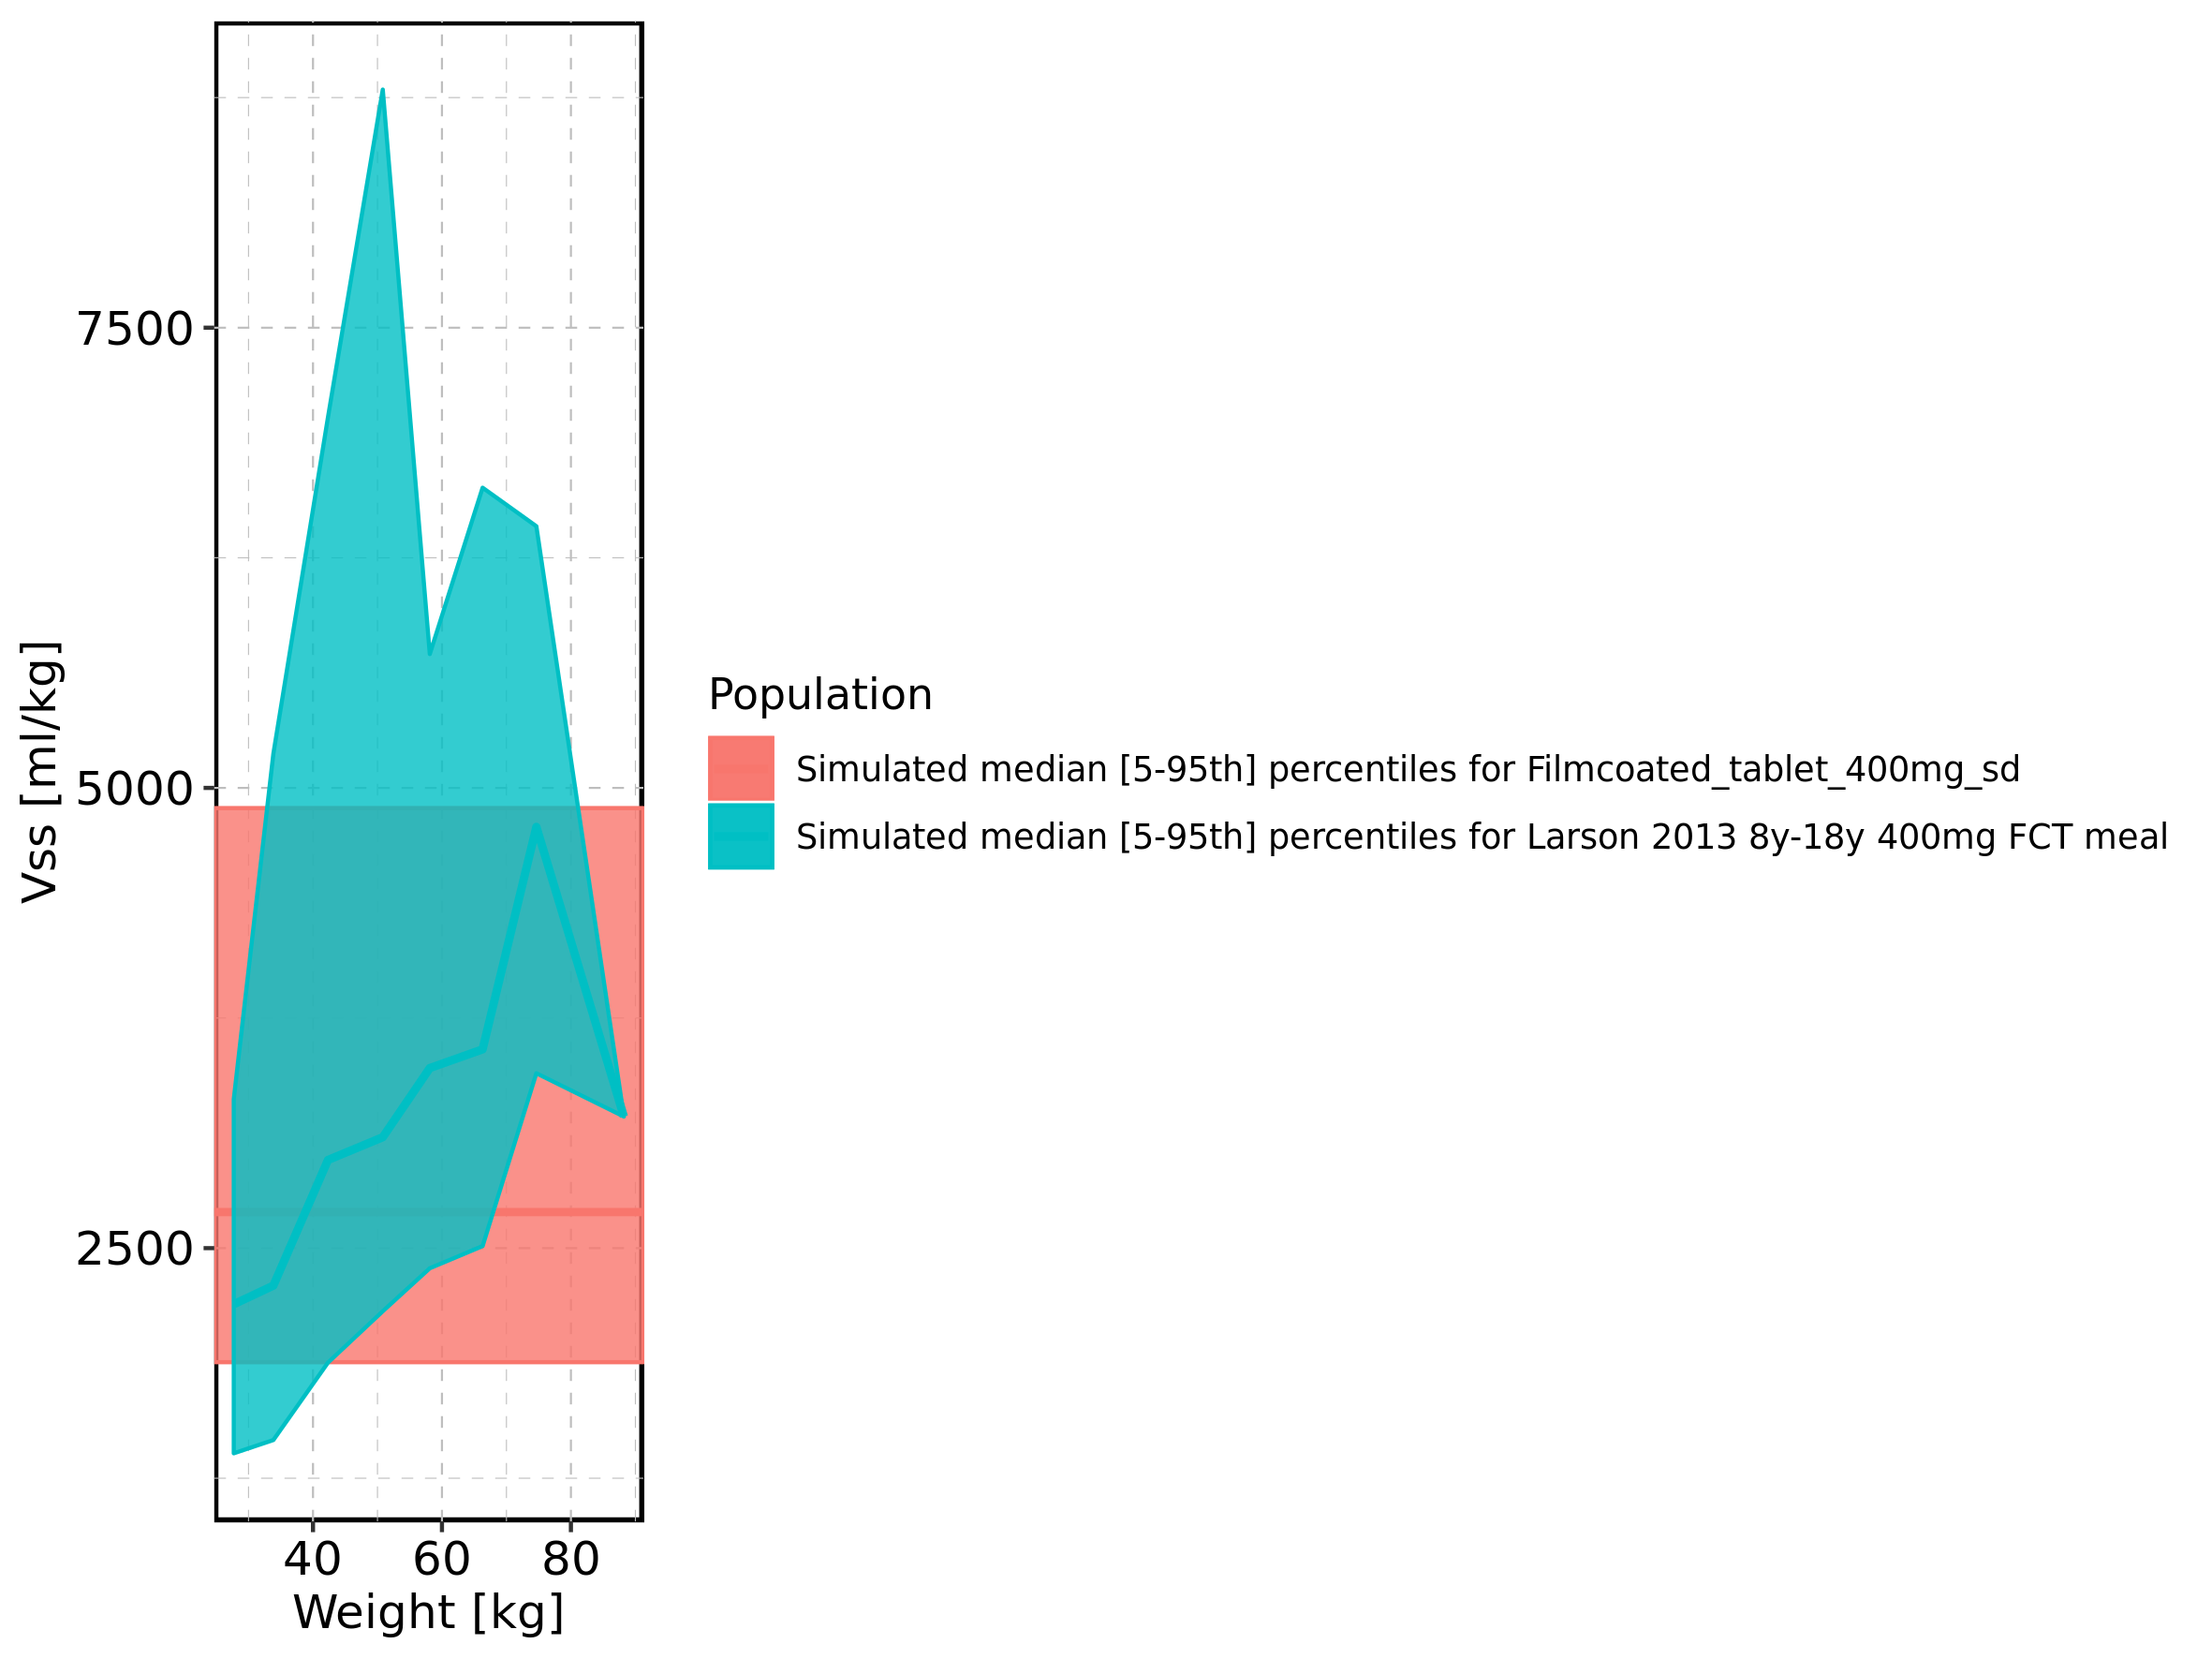 Vss [ml/kg]
7500
5000
2500
40 60 80
Weight [kg]
Population
Simulated median [5-95th] percentiles for Filmcoated_tablet_400mg_sd
Simulated median [5-95th] percentiles for Larson 2013 8y-18y 400mg FCT meal